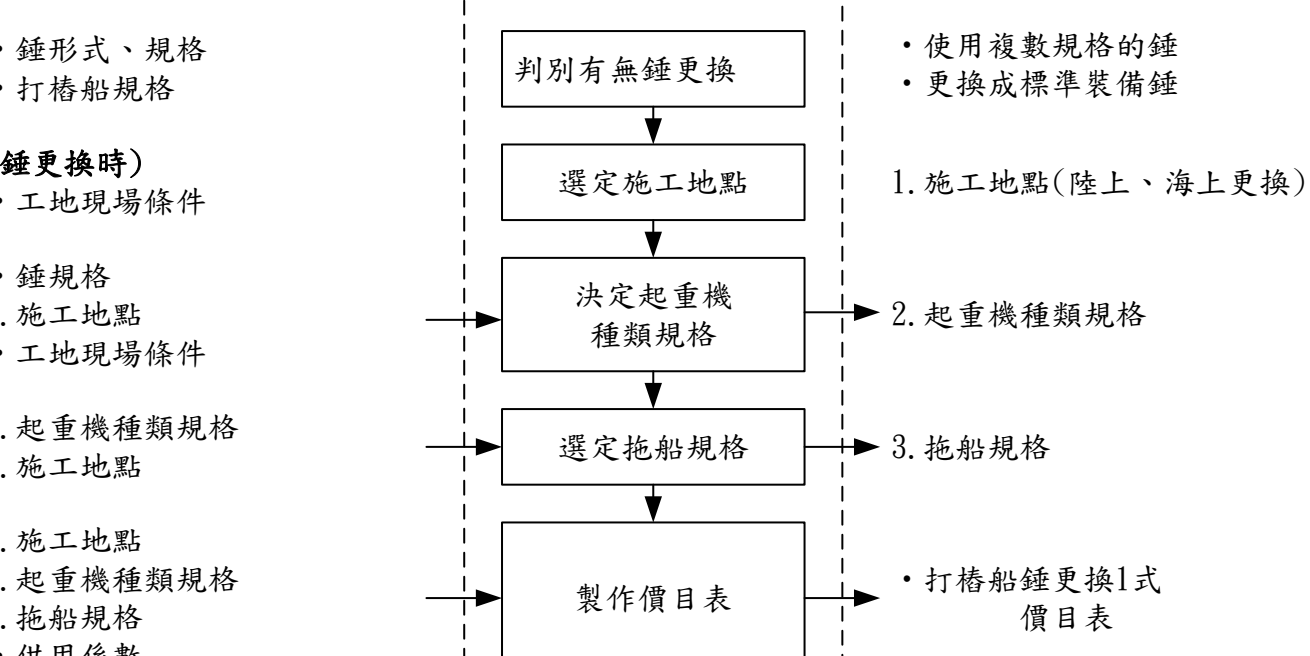 ・錘形式、規格
・打樁船規格
錘更換時)
・工地現場條件
・錘規格
.施工地點
・工地現場條件
.起重機種類規格
.施工地點
.施工地點
.起重機種類規格
.拖船規格
判別有無錘更換
選定施工地點
決定起重機
種類規格
選定拖船規格
製作價目表
・使用複數規格的錘
・更換成標準裝備錘
1.施工地點(陸上、海上更換)
2.起重機種類規格
3.拖船規格
・打樁船錘更換1式
價目表